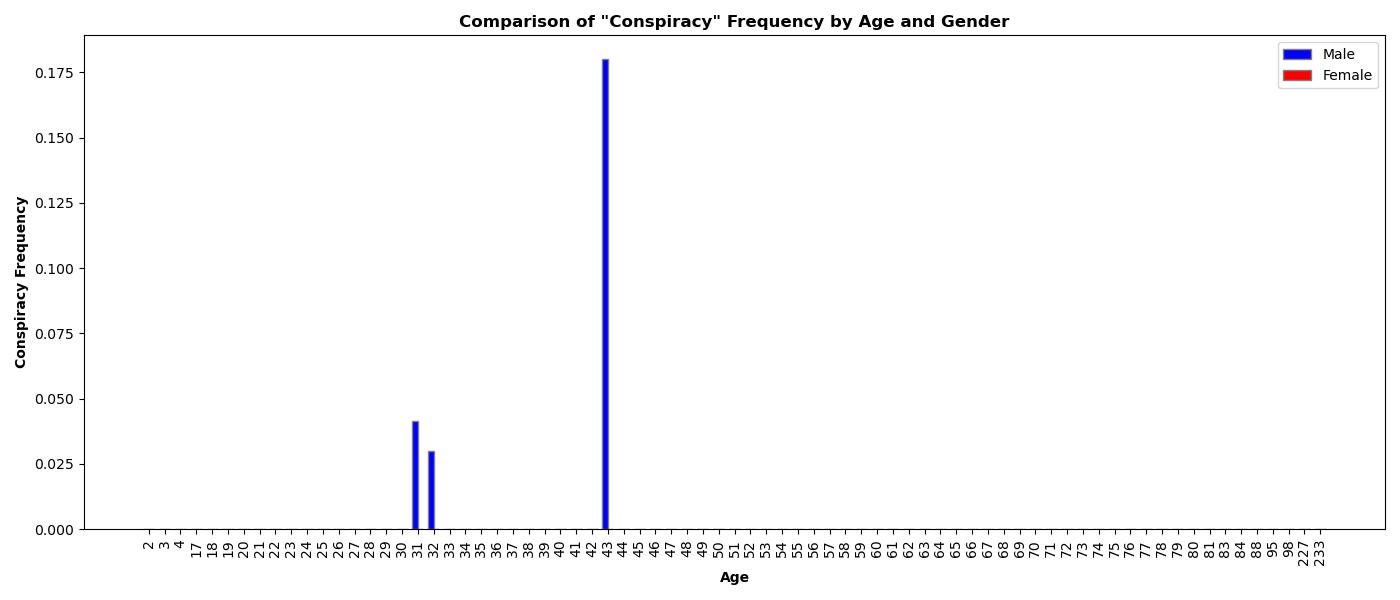 Comparison of "Conspiracy" Frequency by Age and Gender
Male
Female
Conspiracy Frequency
0.175
0.150
0.125
0.100
0.075
0.050
0.025
0.000
2 3 4 17 18 19 20 21 22 23 24 25 26 27 28 29 30 31 32 33 34 35 36 37 38 39 40 41 42 43 44 45 46 47 48 49 50 51 52 53 54 55 56 57 58 59 60 61 62 63 64 65 66 67 68 69 70 71 72 73 74 75 76 77 78 79 80 81 83 84 88 95 98 227 233
Age